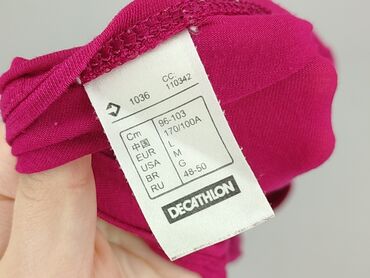 1036
CC:
110342
Cm 96-103
中国 170/100A
EUR L
USA M
BR G
RU 48-50
DECATHLON